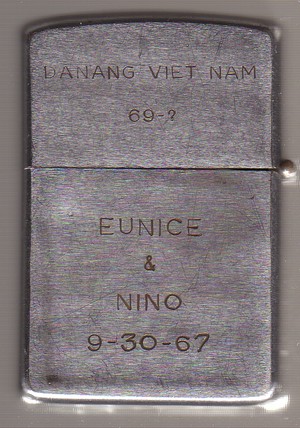 DANANG VIET NAM
69-?
EUNICE
&
NINO
9-30-67